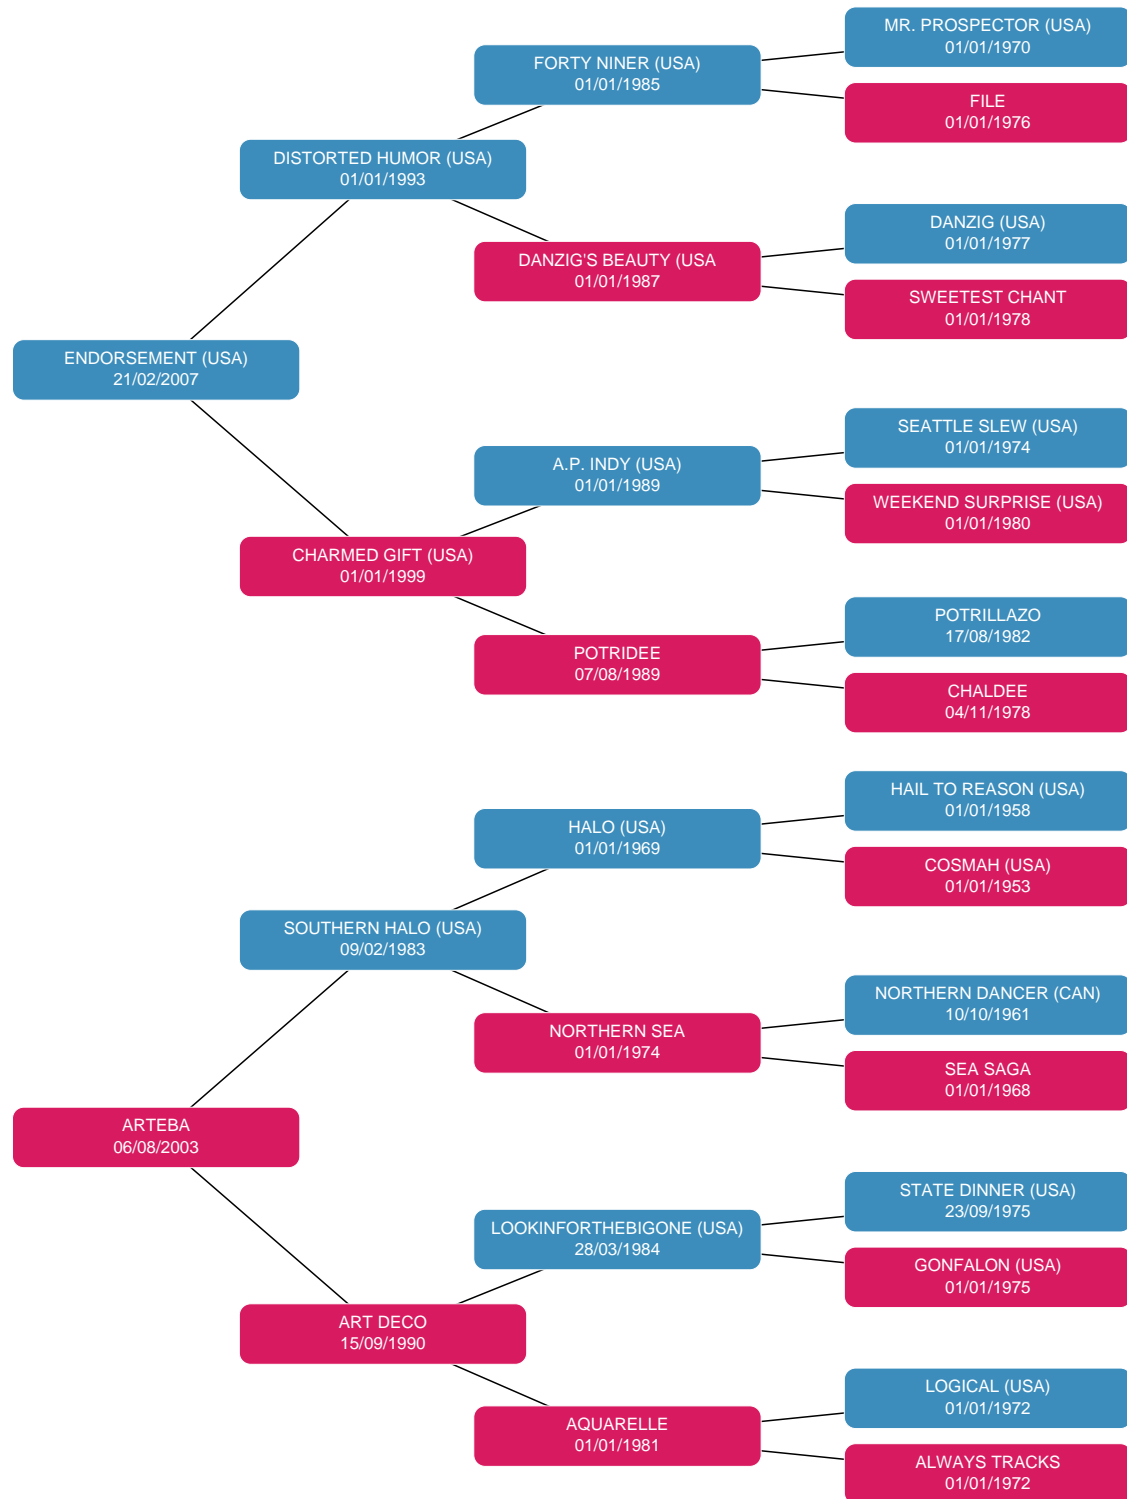 MR. PROSPECTOR (USA)
01/01/1970
FORTY NINER (USA)
01/01/1985
FILE
01/01/1976
DISTORTED HUMOR (USA)
01/01/1993
DANZIG (USA)
01/01/1977
DANZIG'S BEAUTY (USA
01/01/1987
SWEETEST CHANT
01/01/1978
ENDORSEMENT (USA)
21/02/2007
SEATTLE SLEW (USA)
01/01/1974
A.P. INDY (USA)
01/01/1989
WEEKEND SURPRISE (USA)
01/01/1980
CHARMED GIFT (USA)
01/01/1999
POTRILLAZO
17/08/1982
POTRIDEE
07/08/1989
CHALDEE
04/11/1978
HAIL TO REASON (USA)
01/01/1958
HALO (USA)
01/01/1969
COSMAH (USA)
01/01/1953
SOUTHERN HALO (USA)
09/02/1983
NORTHERN DANCER (CAN)
10/10/1961
NORTHERN SEA
01/01/1974
SEA SAGA
01/01/1968
ARTEBA
06/08/2003
STATE DINNER (USA)
23/09/1975
LOOKINFORTHEBIGONE (USA)
28/03/1984
GONFALON (USA)
01/01/1975
ART DECO
15/09/1990
LOGICAL (USA)
01/01/1972
AQUARELLE
01/01/1981
ALWAYS TRACKS
01/01/1972